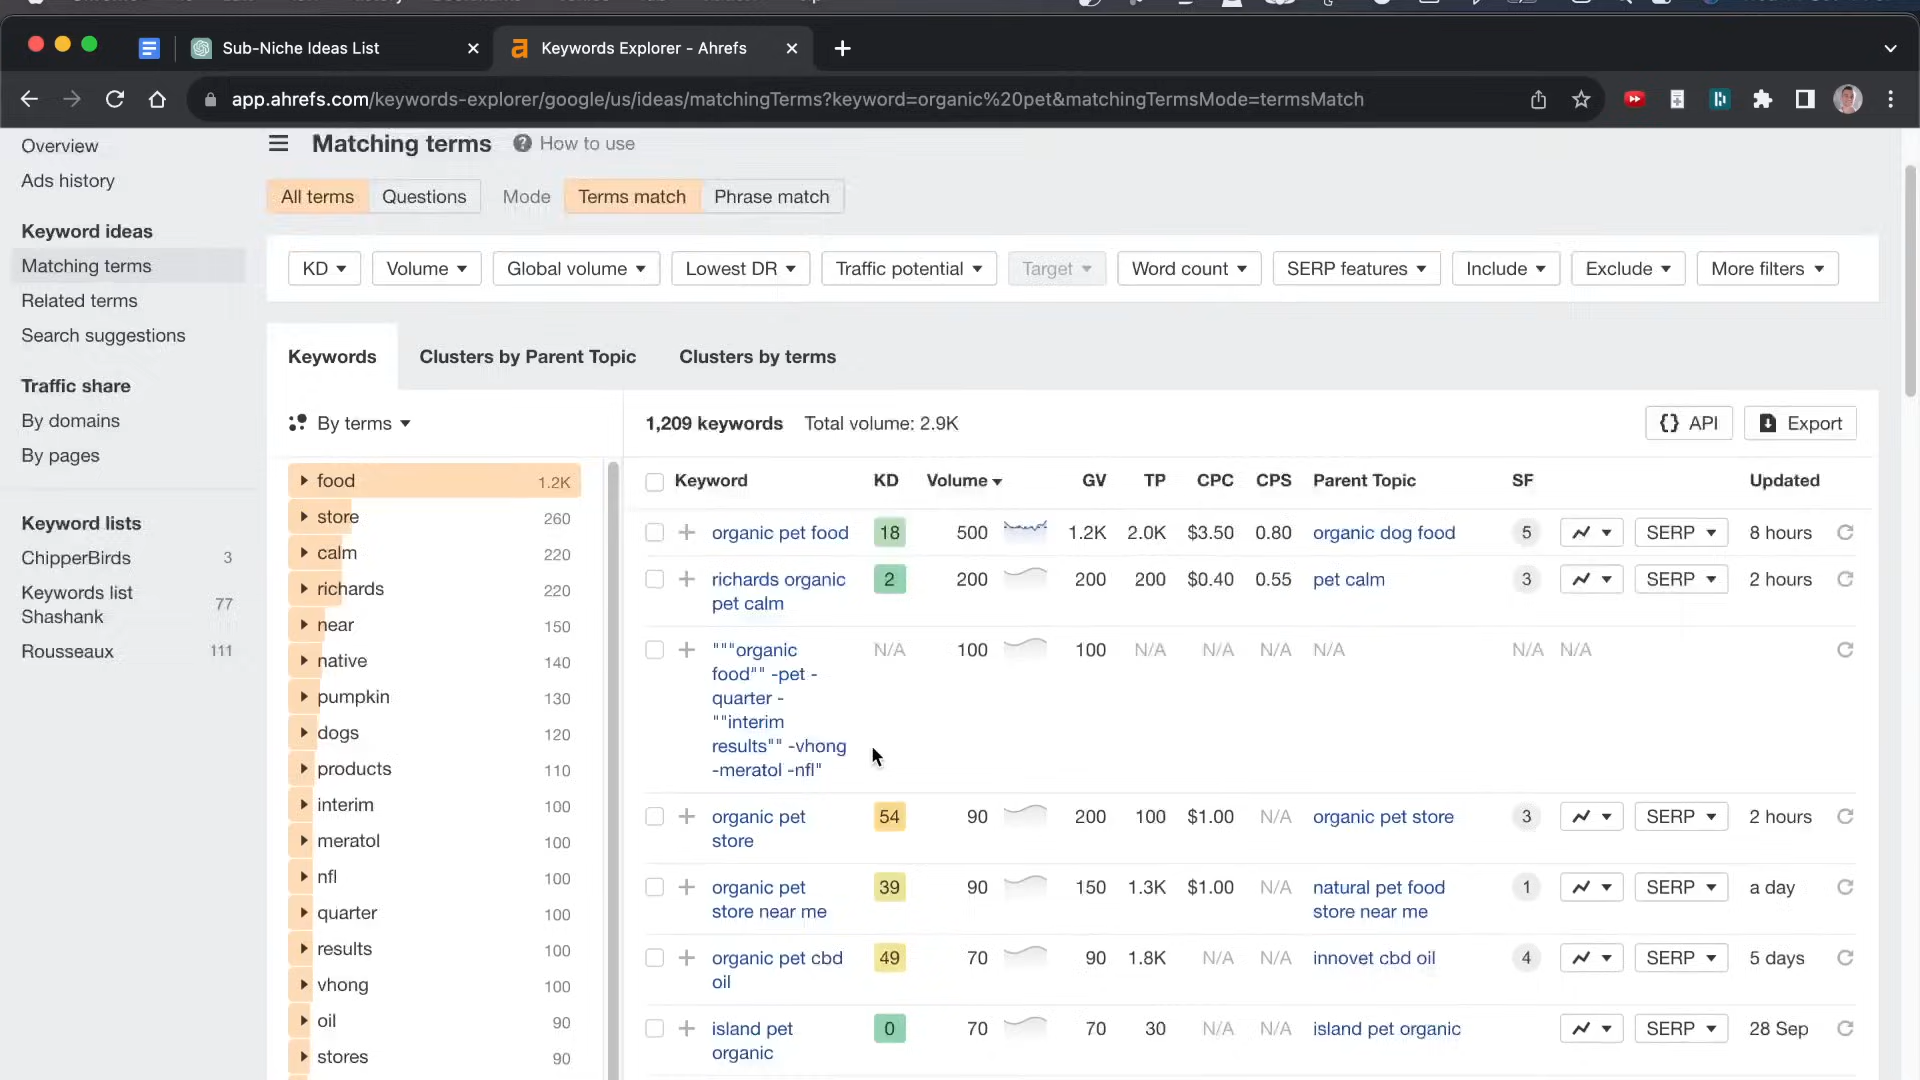 Sub-Niche Ideas List
Keywords Explorer - Ahrefs
app.ahrefs.com/keywords-explorer/google/us/ideas/matchingTerms?keyword=organic%20pet&matchingTermsMode=termsMatch
Overview
Ads history
Keyword ideas
Matching terms
Related terms
Search suggestions
Traffic share
By domains
By pages
Keyword lists
ChipperBirds 3
Keywords list
Shashank 77
Rousseaux 111
Matching terms ? How to use
All terms Questions Mode Terms match Phrase match
KD Volume Global volume Lowest DR Traffic potential Target Word count SERP features Include Exclude More filters
Keywords Clusters by Parent Topic Clusters by terms
By terms
food 1.2K
store 260
calm 220
richards 220
near 150
native 140
pumpkin 130
dogs 120
products 110
interim 100
meratol 100
nfl 100
quarter 100
results 100
vhong 100
oil 90
stores 90
1,209 keywords Total volume: 2.9K {} API Export
Keyword KD Volume GV TP CPC CPS Parent Topic SF Updated
organic pet food 18 500 1.2K 2.0K $3.50 0.80 organic dog food 5 SERP 8 hours
richards organic 2 200 200 200 $0.40 0.55 pet calm 3 SERP 2 hours
pet calm
"""organic N/A 100 100 N/A N/A N/A N/A N/A N/A
food"" -pet -
quarter -
""interim
results"" -vhong
-meratol -nfl"
organic pet 54 90 200 100 $1.00 N/A organic pet store 3 SERP 2 hours
store
organic pet 39 90 150 1.3K $1.00 N/A natural pet food 1 SERP a day
store near me store near me
organic pet cbd 49 70 90 1.8K N/A N/A innovet cbd oil 4 SERP 5 days
oil
island pet 0 70 70 30 N/A N/A island pet organic SERP 28 Sep
organic